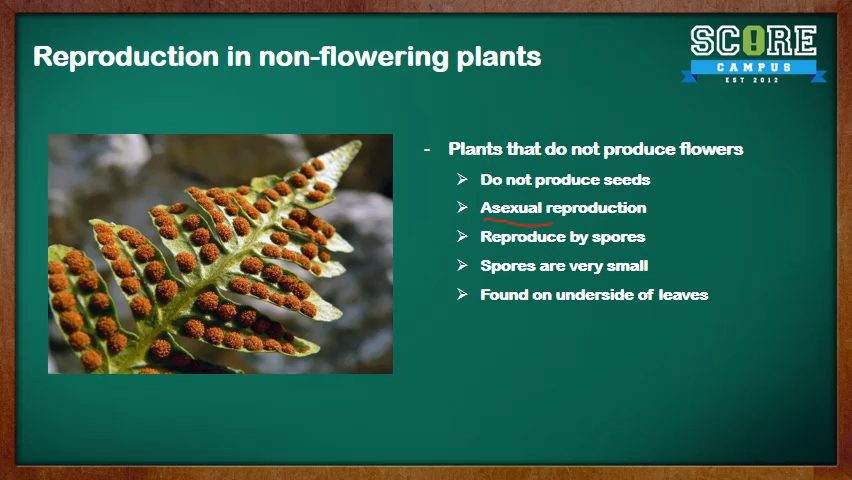 Reproduction in non-flowering plants
SCORE
CAMPUS
EST 2012
- Plants that do not produce flowers
➢ Do not produce seeds
➢ Asexual reproduction
➢ Reproduce by spores
➢ Spores are very small
➢ Found on underside of leaves